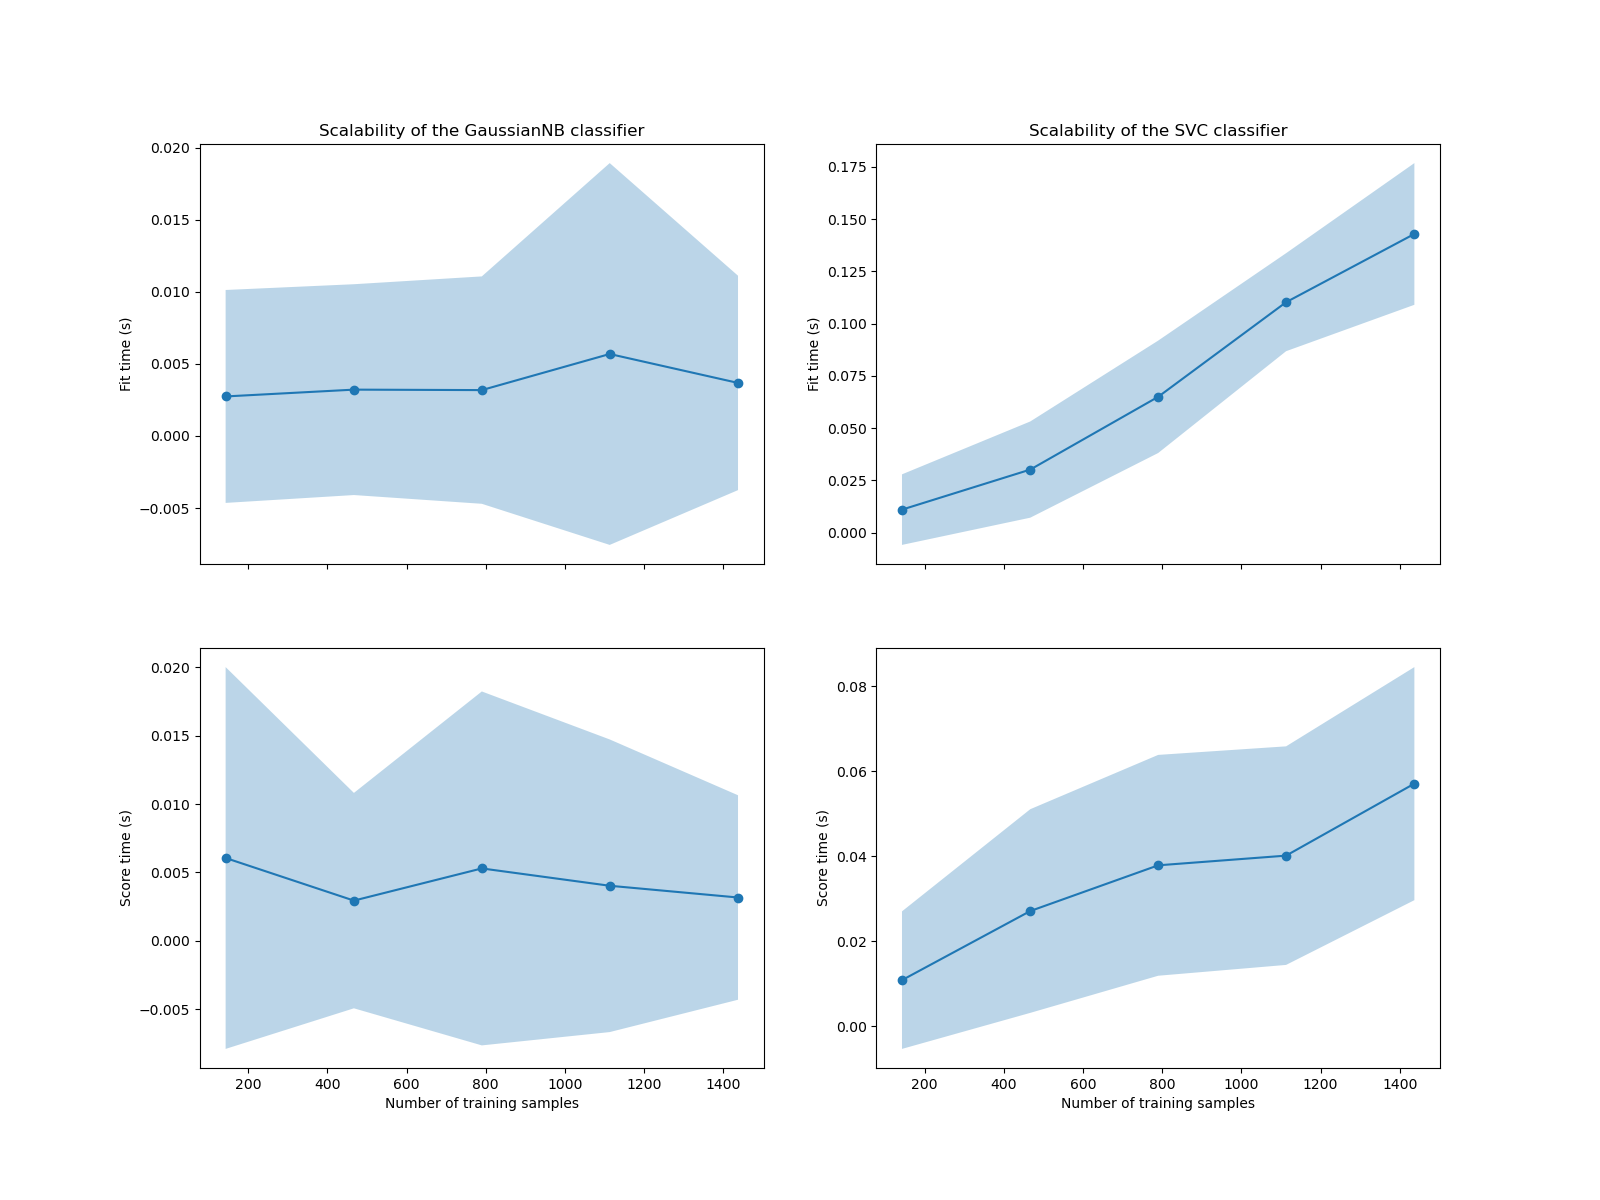 Scalability of the GaussianNB classifier
0.020
0.015
0.010
0.005
0.000
−0.005
Fit time (s)
Scalability of the SVC classifier
0.175
0.150
0.125
0.100
0.075
0.050
0.025
0.000
Fit time (s)
0.020
0.015
0.010
0.005
0.000
−0.005
Score time (s)
200 400 600 800 1000 1200 1400
Number of training samples
0.08
0.06
0.04
0.02
0.00
Score time (s)
200 400 600 800 1000 1200 1400
Number of training samples